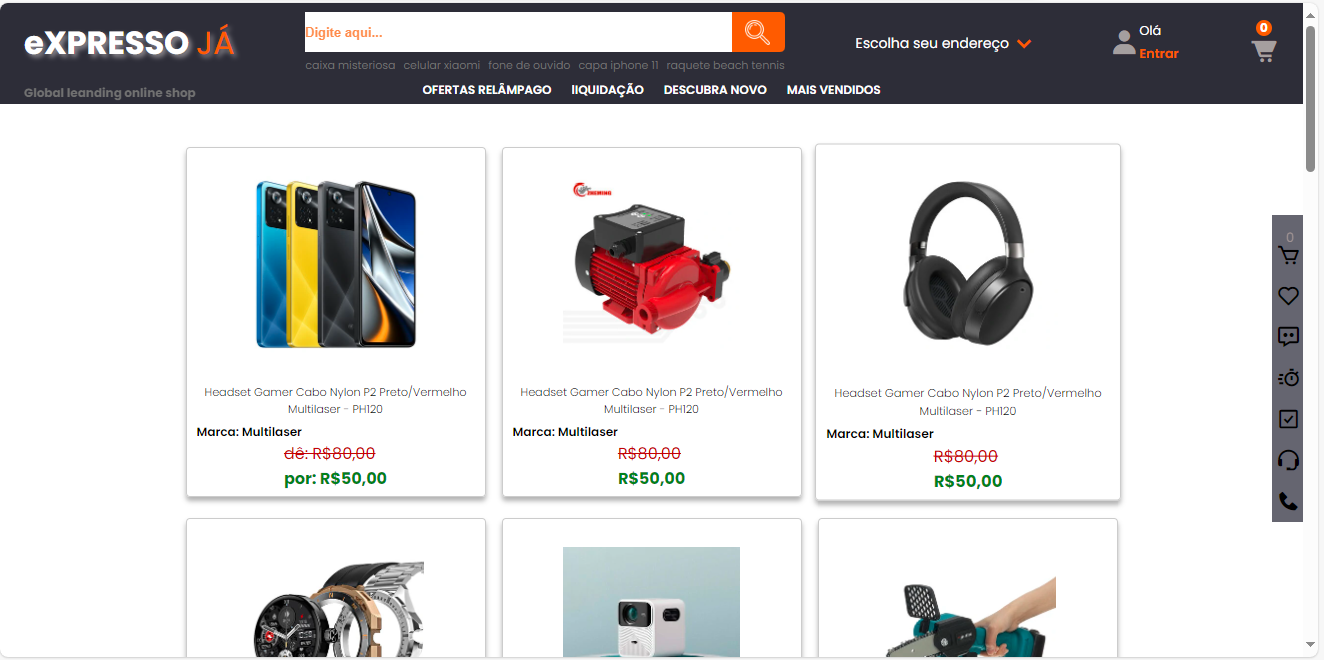 eXPRESSO JÁ
Digite aqui...
Escolha seu endereço
Olá
Entrar
0
caixa misteriosa celular xiaomi fone de ouvido capa iphone 11 raquete beach tennis
Global leanding online shop
OFERTAS RELÂMPAGO lIQUIDAÇÃO DESCUBRA NOVO MAIS VENDIDOS
0
Headset Gamer Cabo Nylon P2 Preto/Vermelho
Multilaser - PH120
Marca: Multilaser
dê: R$80,00
por: R$50,00
Headset Gamer Cabo Nylon P2 Preto/Vermelho
Multilaser - PH120
Marca: Multilaser
R$80,00
R$50,00
Headset Gamer Cabo Nylon P2 Preto/Vermelho
Multilaser - PH120
Marca: Multilaser
R$80,00
R$50,00